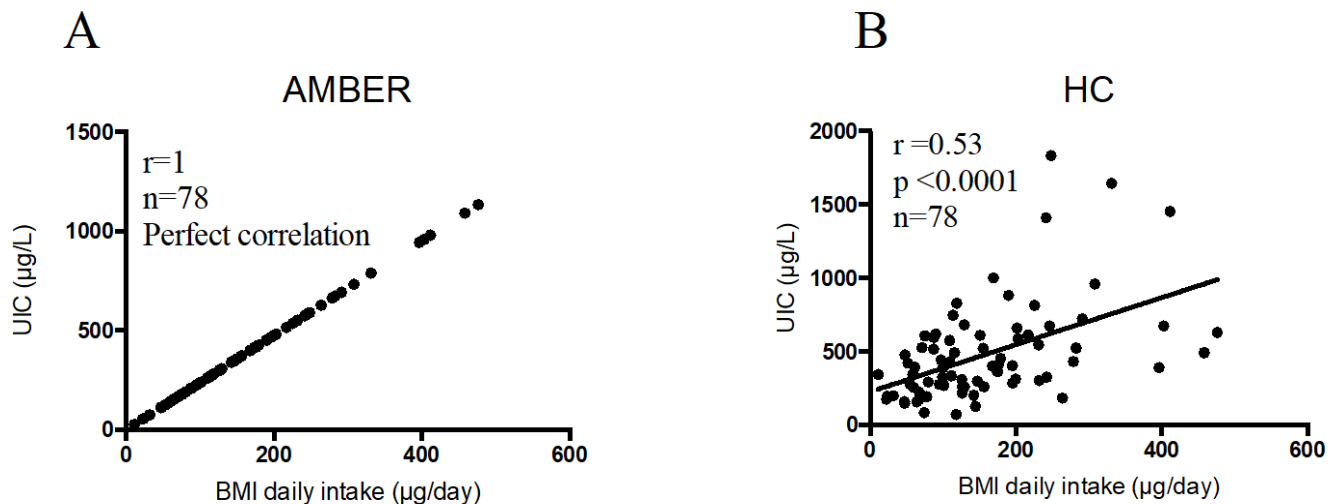 A
AMBER
1500
1000
500
0
UIC (µg/L)
r=1
n=78
Perfect correlation
0 200 400 600
BMI daily intake (µg/day)
B
HC
2000
1500
1000
500
0
UIC (µg/L)
r =0.53
p <0.0001
n=78
0 200 400 600
BMI daily intake (µg/day)